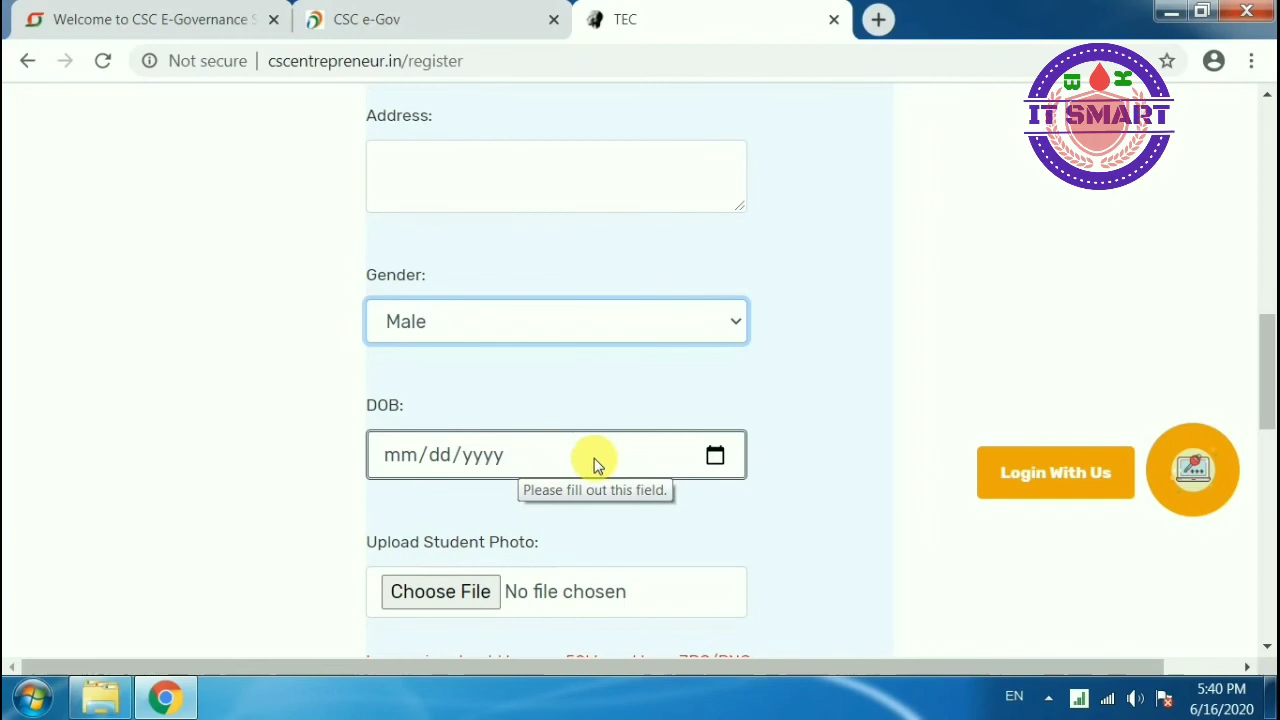 Welcome to CSC E-Governance S
CSC e-Gov
TEC
Not secure
cscentrepreneur.in/register
IT SMART
Address:
Gender:
Male
DOB:
mm/dd/yyyy
Please fill out this field.
Login With Us
Upload Student Photo:
Choose File No file chosen
EN
5:40 PM
6/16/2020